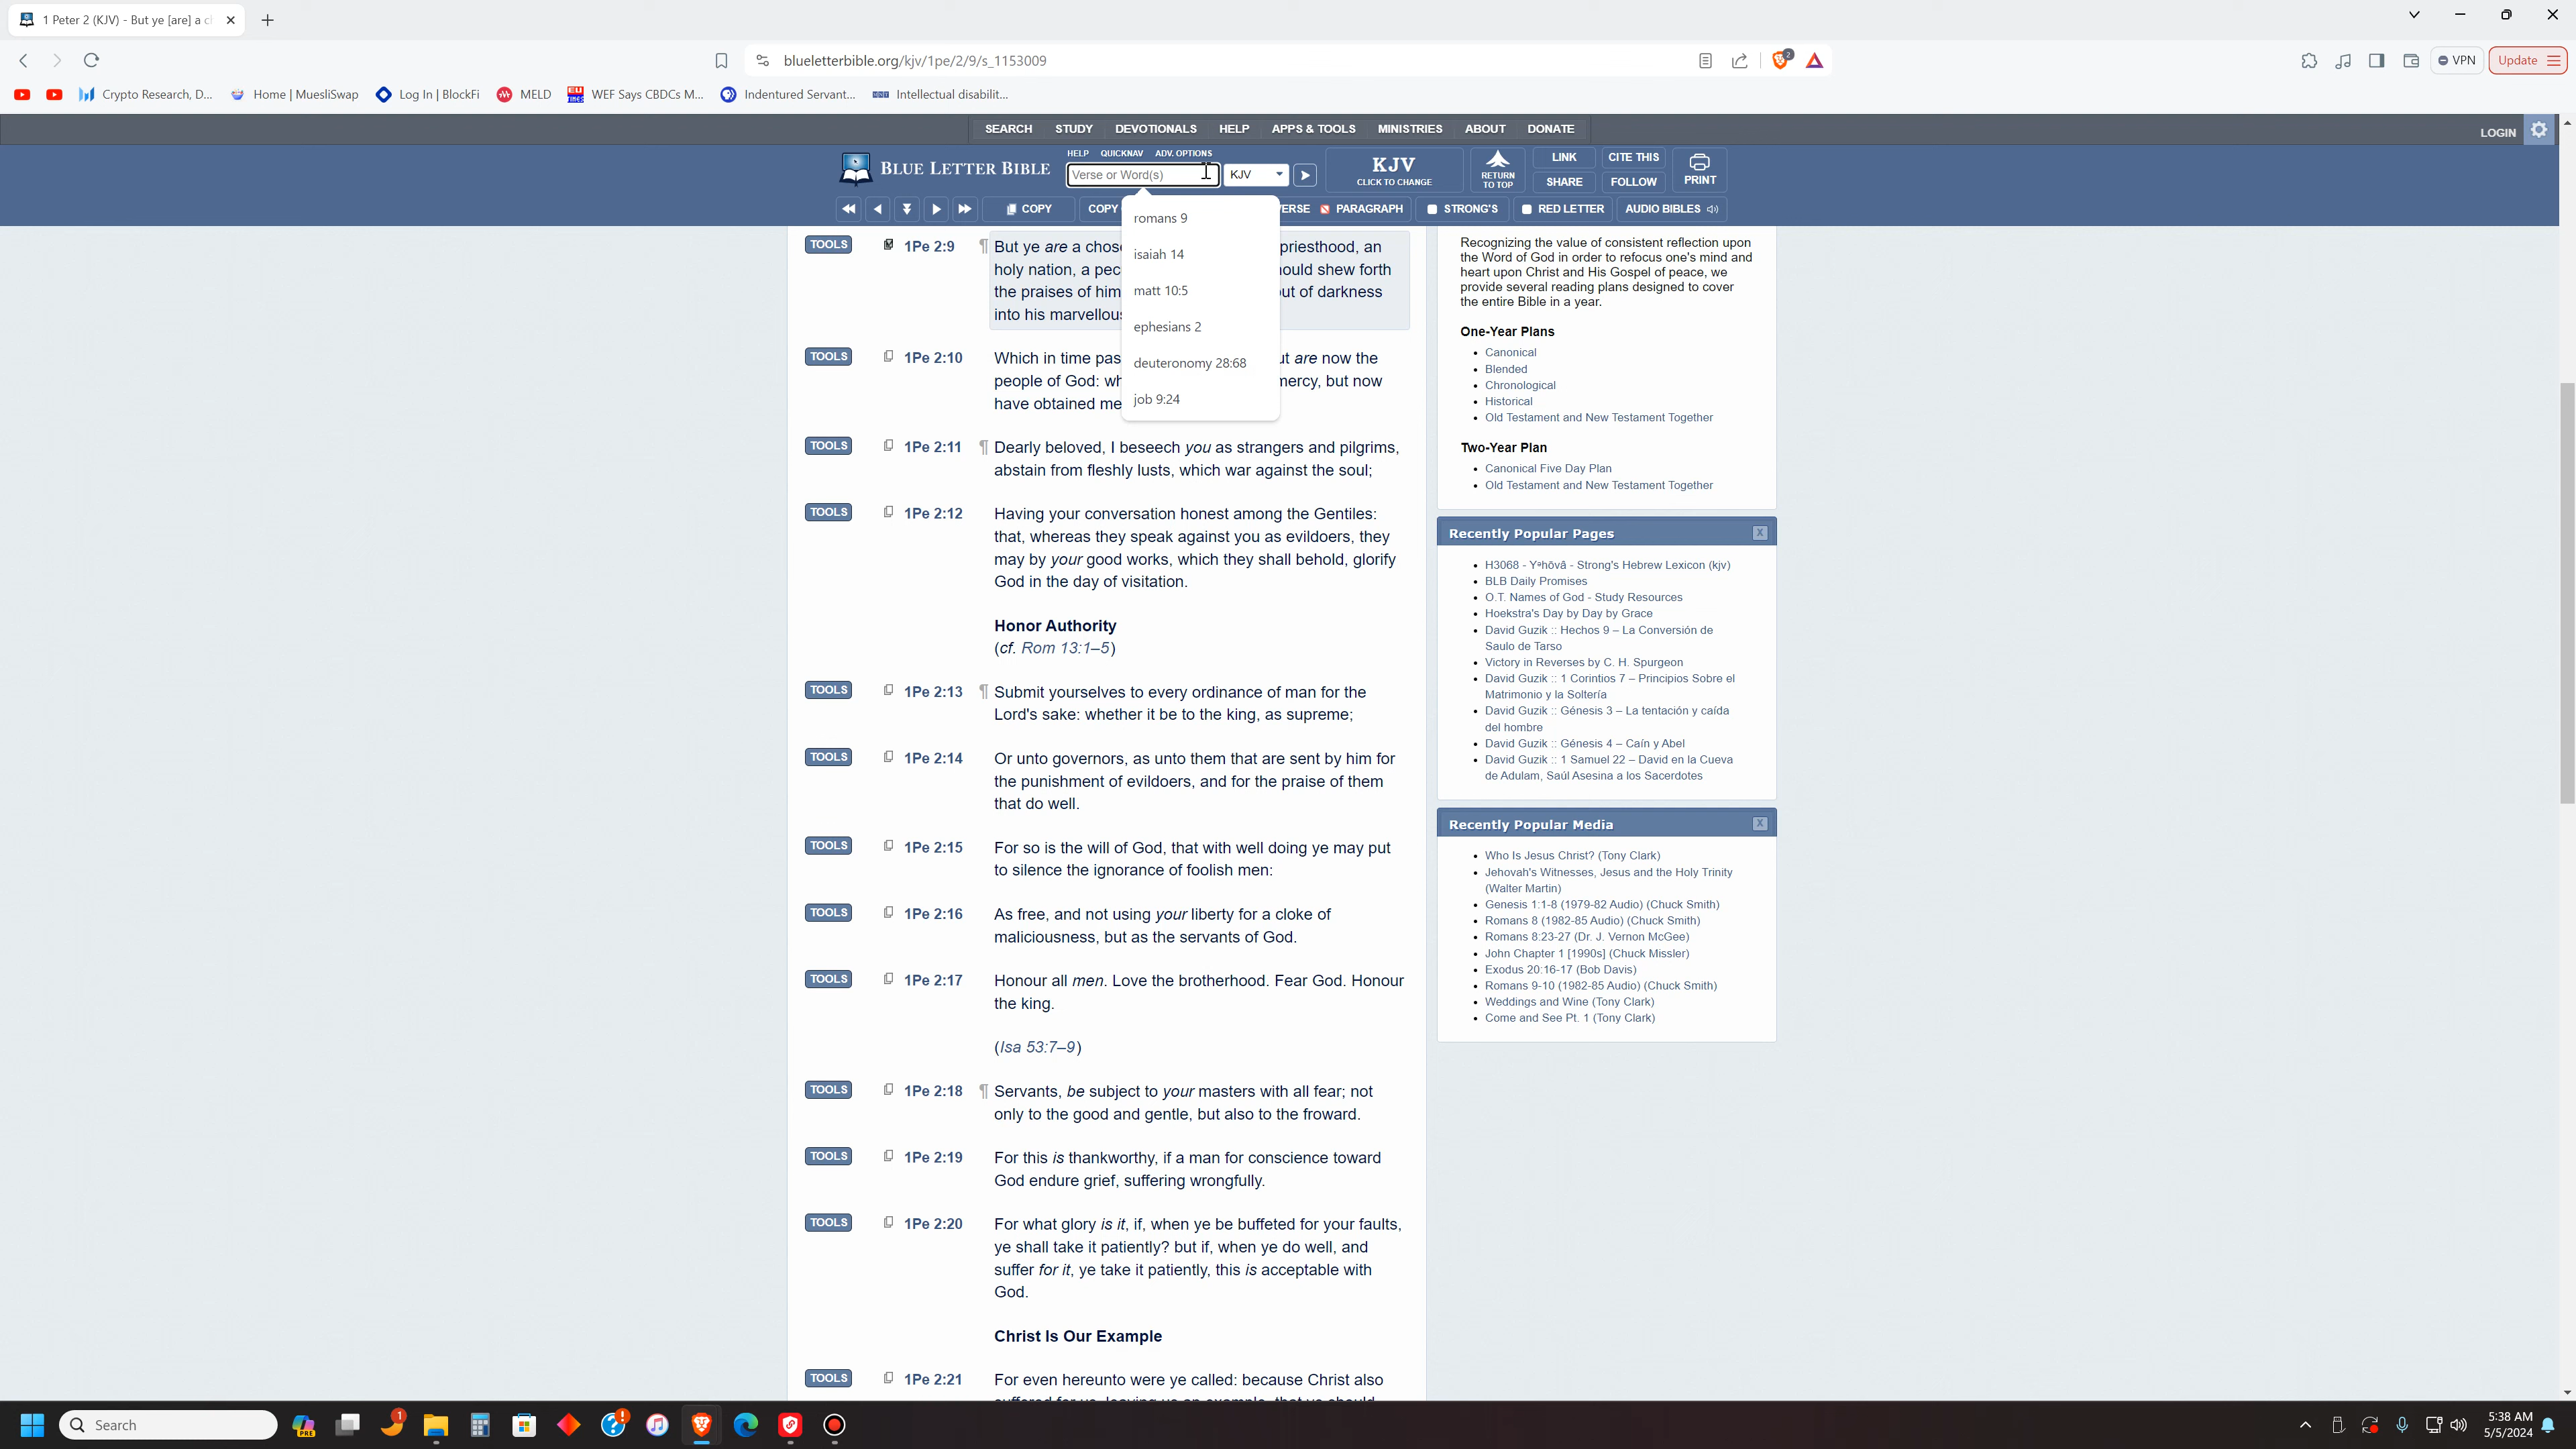 1 Peter 2 (KJV) - But ye [are] a c
blueletterbible.org/kjv/1pe/2/9/s_1153009
2
VPN
Update
Crypto Research, D...
Home | MuesliSwap
Log In | BlockFi
MELD
WEF Says CBDCs M...
Indentured Servant...
Intellectual disabilit...
SEARCH STUDY DEVOTIONALS HELP APPS & TOOLS MINISTRIES ABOUT DONATE
LOGIN
BLUE LETTER BIBLE
HELP QUICKNAV ADV. OPTIONS
Verse or Word(s)
KJV
KJV
CLICK TO CHANGE
RETURN
TO TOP
LINK
CITE THIS
SHARE
FOLLOW
PRINT
COPY
COPY
ERSE
PARAGRAPH
STRONG'S
RED LETTER
AUDIO BIBLES
romans 9
isaiah 14
matt 10:5
ephesians 2
deuteronomy 28:68
job 9:24
TOOLS 1Pe 2:9 ¶ But ye are a chos priesthood, an
holy nation, a pec ould shew forth
the praises of him ut of darkness
into his marvellou
TOOLS 1Pe 2:10 Which in time pas ut are now the
people of God: wh mercy, but now
have obtained me
TOOLS 1Pe 2:11 ¶ Dearly beloved, I beseech you as strangers and pilgrims,
abstain from fleshly lusts, which war against the soul;
TOOLS 1Pe 2:12 Having your conversation honest among the Gentiles:
that, whereas they speak against you as evildoers, they
may by your good works, which they shall behold, glorify
God in the day of visitation.
Honor Authority
(cf. Rom 13:1–5)
TOOLS 1Pe 2:13 ¶ Submit yourselves to every ordinance of man for the
Lord's sake: whether it be to the king, as supreme;
TOOLS 1Pe 2:14 Or unto governors, as unto them that are sent by him for
the punishment of evildoers, and for the praise of them
that do well.
TOOLS 1Pe 2:15 For so is the will of God, that with well doing ye may put
to silence the ignorance of foolish men:
TOOLS 1Pe 2:16 As free, and not using your liberty for a cloke of
maliciousness, but as the servants of God.
TOOLS 1Pe 2:17 Honour all men. Love the brotherhood. Fear God. Honour
the king.
(Isa 53:7–9)
TOOLS 1Pe 2:18 ¶ Servants, be subject to your masters with all fear; not
only to the good and gentle, but also to the froward.
TOOLS 1Pe 2:19 For this is thankworthy, if a man for conscience toward
God endure grief, suffering wrongfully.
TOOLS 1Pe 2:20 For what glory is it, if, when ye be buffeted for your faults,
ye shall take it patiently? but if, when ye do well, and
suffer for it, ye take it patiently, this is acceptable with
God.
Christ Is Our Example
TOOLS 1Pe 2:21 For even hereunto were ye called: because Christ also
Recognizing the value of consistent reflection upon
the Word of God in order to refocus one's mind and
heart upon Christ and His Gospel of peace, we
provide several reading plans designed to cover
the entire Bible in a year.
One-Year Plans
• Canonical
• Blended
• Chronological
• Historical
• Old Testament and New Testament Together
Two-Year Plan
• Canonical Five Day Plan
• Old Testament and New Testament Together
Recently Popular Pages X
• H3068 - Yᵊhōvâ - Strong's Hebrew Lexicon (kjv)
• BLB Daily Promises
• O.T. Names of God - Study Resources
• Hoekstra's Day by Day by Grace
• David Guzik :: Hechos 9 – La Conversión de
Saulo de Tarso
• Victory in Reverses by C. H. Spurgeon
• David Guzik :: 1 Corintios 7 – Principios Sobre el
Matrimonio y la Soltería
• David Guzik :: Génesis 3 – La tentación y caída
del hombre
• David Guzik :: Génesis 4 – Caín y Abel
• David Guzik :: 1 Samuel 22 – David en la Cueva
de Adulam, Saúl Asesina a los Sacerdotes
Recently Popular Media X
• Who Is Jesus Christ? (Tony Clark)
• Jehovah's Witnesses, Jesus and the Holy Trinity
(Walter Martin)
• Genesis 1:1-8 (1979-82 Audio) (Chuck Smith)
• Romans 8 (1982-85 Audio) (Chuck Smith)
• Romans 8:23-27 (Dr. J. Vernon McGee)
• John Chapter 1 [1990s] (Chuck Missler)
• Exodus 20:16-17 (Bob Davis)
• Romans 9-10 (1982-85 Audio) (Chuck Smith)
• Weddings and Wine (Tony Clark)
• Come and See Pt. 1 (Tony Clark)
Search
PRE
1
5:38 AM
5/5/2024